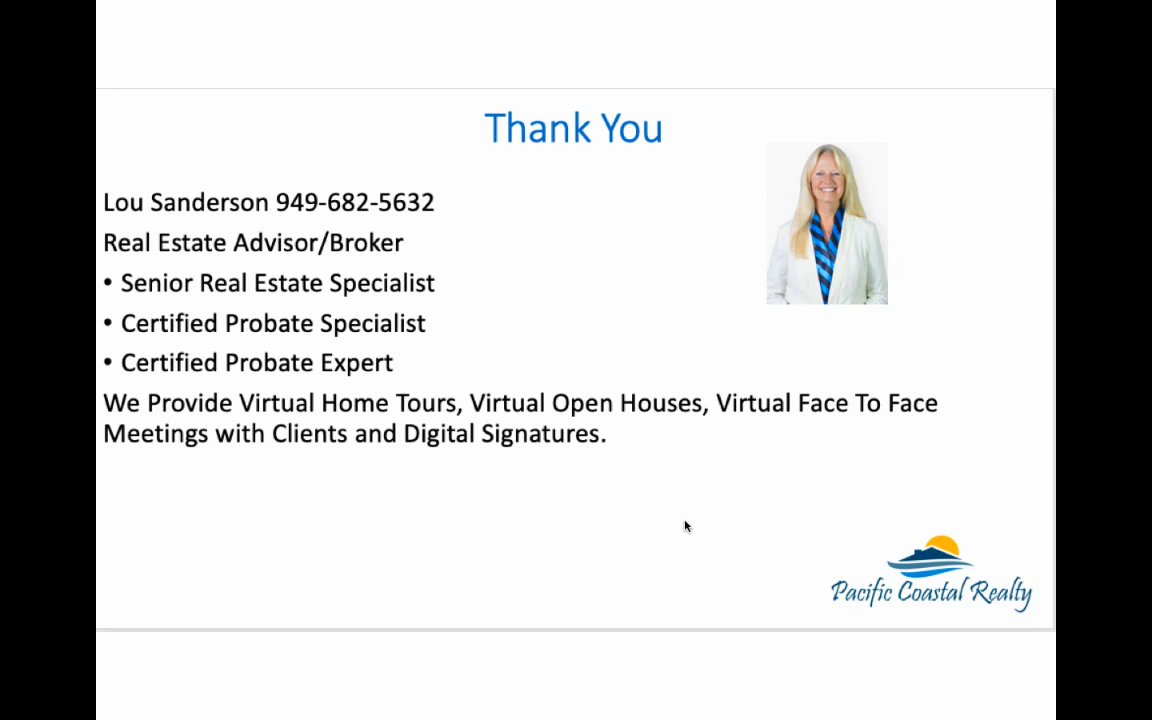 Thank You
Lou Sanderson 949-682-5632
Real Estate Advisor/Broker
• Senior Real Estate Specialist
• Certified Probate Specialist
• Certified Probate Expert
We Provide Virtual Home Tours, Virtual Open Houses, Virtual Face To Face
Meetings with Clients and Digital Signatures.
Pacific Coastal Realty